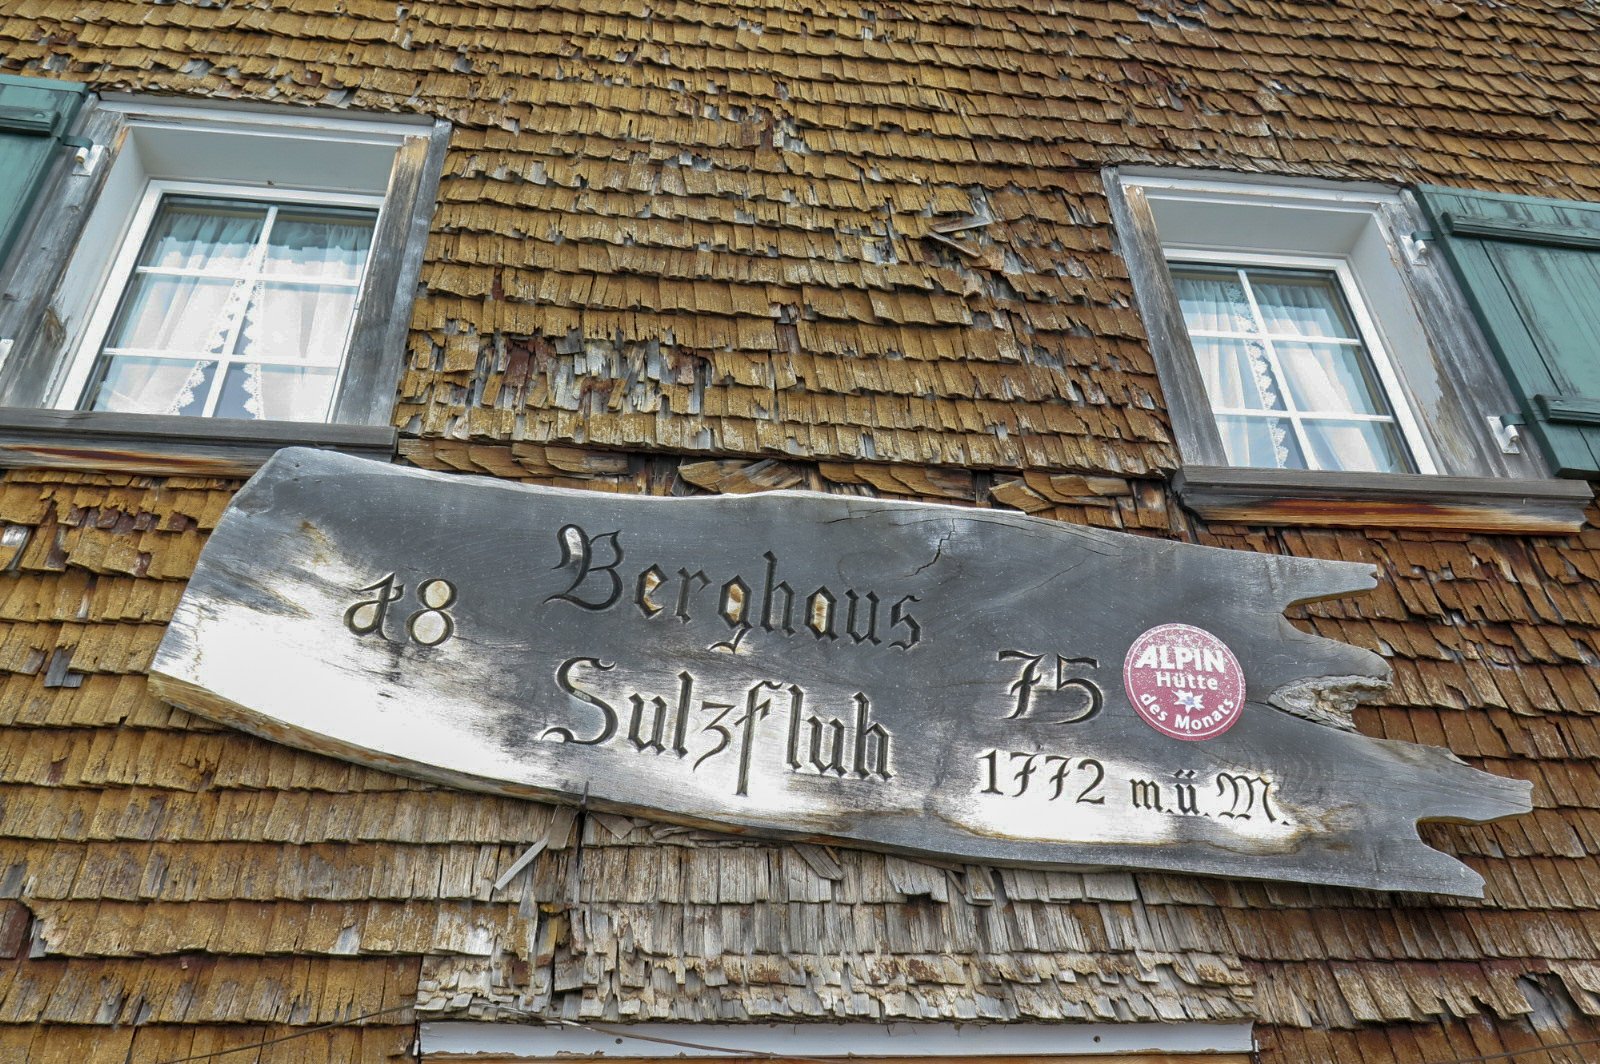 18 Berghaus 75
Sulzfluh
1772 m.ü.M.
ALPIN
Hütte
des Monats